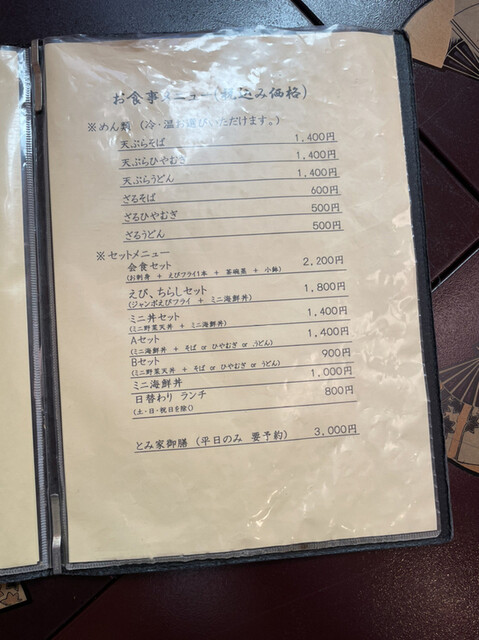 お食事メニュー(税込み価格)
※めん類 (冷・温お選びいただけます。)
天ぷらそば 1,400円
天ぷらひやむぎ 1,400円
天ぷらうどん 1,400円
ざるそば 600円
ざるひやむぎ 500円
ざるうどん 500円
※セットメニュー
会食セット 2,200円
(お刺身 + えびフライ1本 + 茶碗蒸 + 小鉢)
えび、ちらしセット 1,800円
(ジャンボえびフライ + ミニ海鮮丼)
ミニ丼セット 1,400円
(ミニ野菜天丼 + ミニ海鮮丼)
Aセット 1,400円
(ミニ海鮮丼 + そば or ひやむぎ or うどん)
Bセット 900円
(ミニ野菜天丼 + そば or ひやむぎ or うどん)
ミニ海鮮丼 1,000円
日替わり ランチ 800円
(土・日・祝日を除く)
とみ家御膳 (平日のみ 要予約) 3,000円